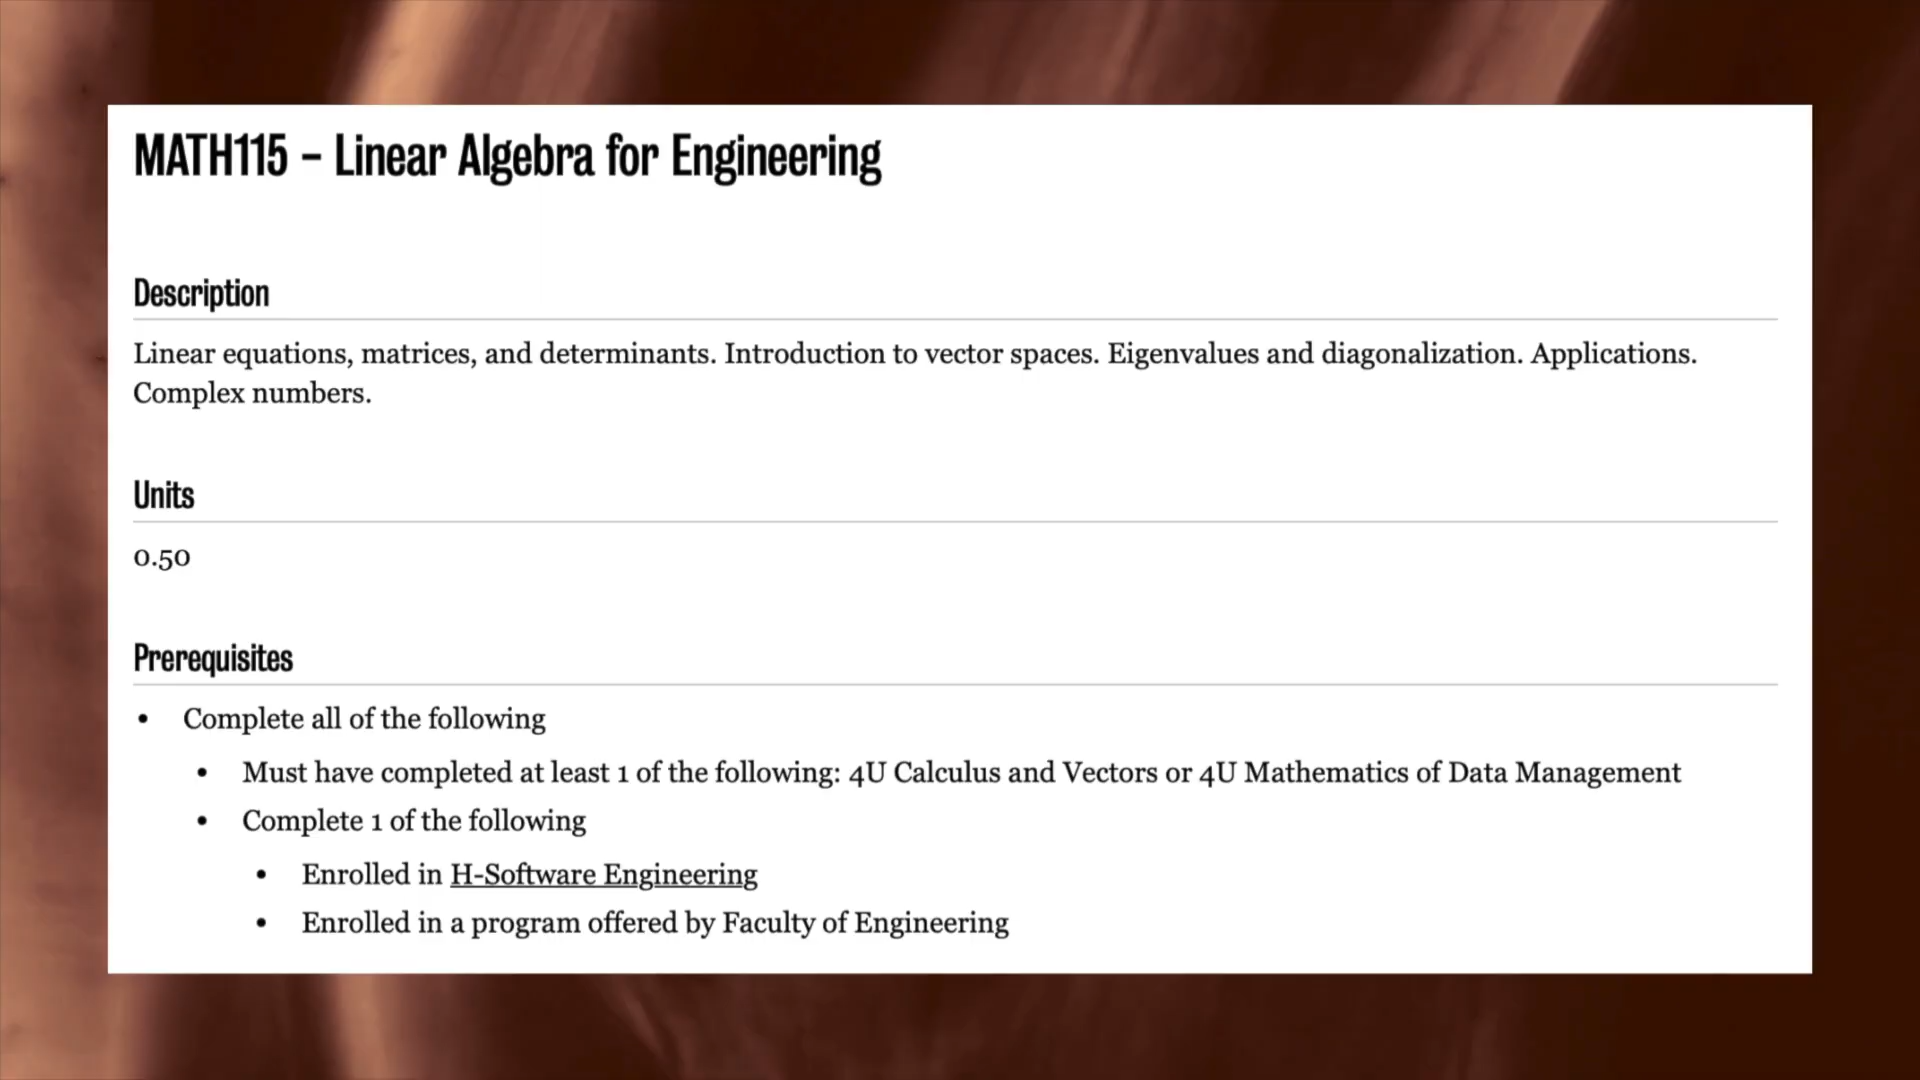 MATH115 – Linear Algebra for Engineering
Description
Linear equations, matrices, and determinants. Introduction to vector spaces. Eigenvalues and diagonalization. Applications.
Complex numbers.
Units
0.50
Prerequisites
• Complete all of the following
• Must have completed at least 1 of the following: 4U Calculus and Vectors or 4U Mathematics of Data Management
• Complete 1 of the following
• Enrolled in H-Software Engineering
• Enrolled in a program offered by Faculty of Engineering